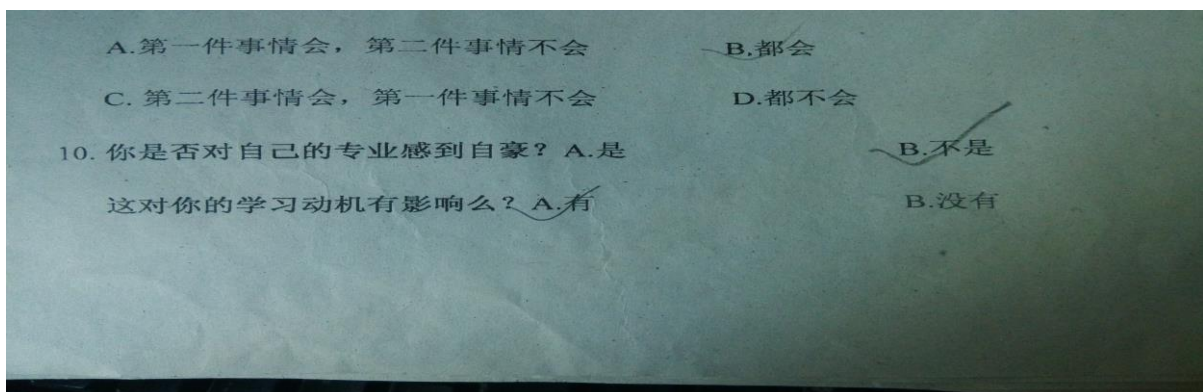 A.第一件事情会，第二件事情不会 B.都会
C. 第二件事情会，第一件事情不会 D.都不会
10. 你是否对自己的专业感到自豪？A.是 B.不是
这对你的学习动机有影响么？A.有 B.没有